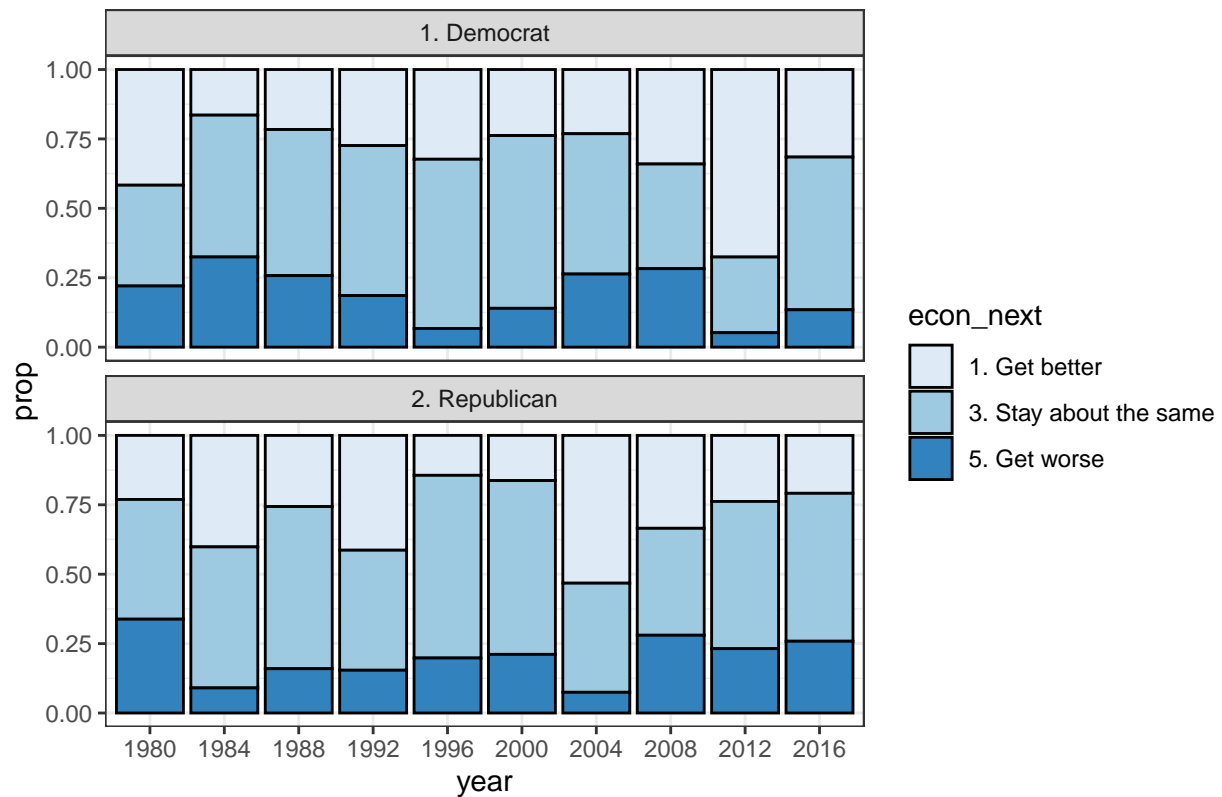 1. Democrat
1.00
0.75
0.50
0.25
0.00
prop
2. Republican
1.00
0.75
0.50
0.25
0.00
1980 1984 1988 1992 1996 2000 2004 2008 2012 2016
year
econ_next
1. Get better
3. Stay about the same
5. Get worse